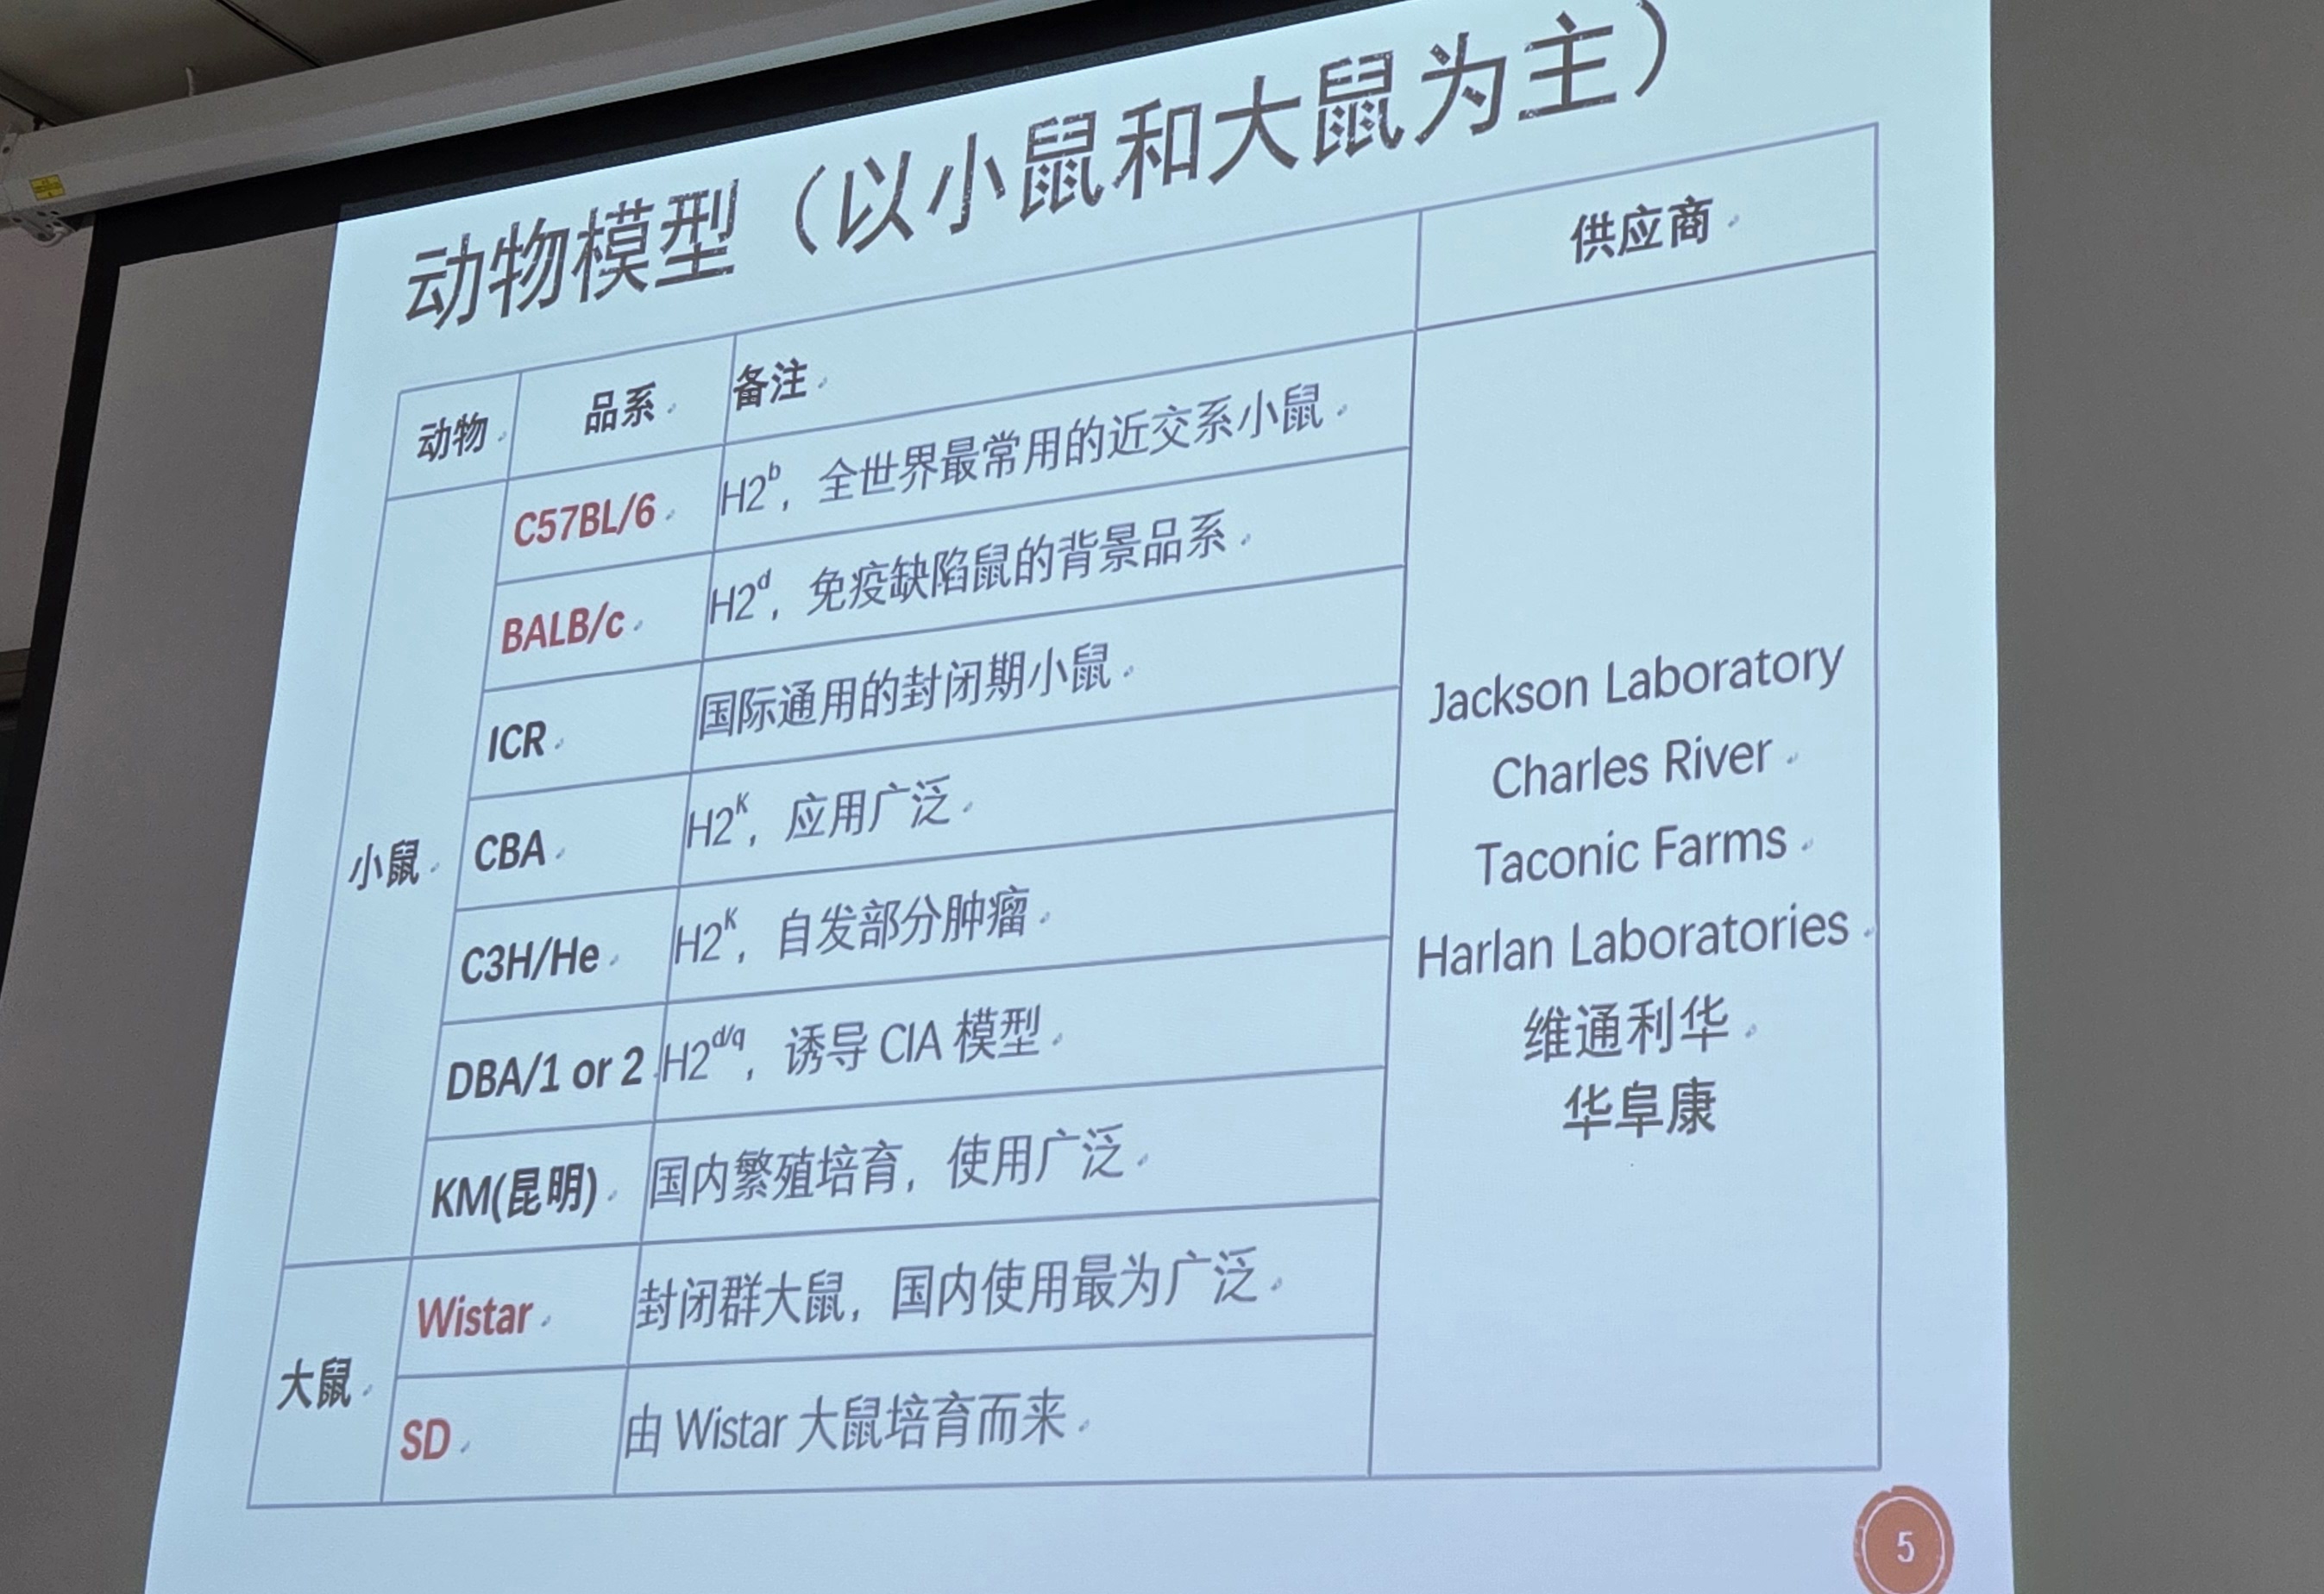 动物模型（以小鼠和大鼠为主）
动物 品系 备注 供应商
小鼠
C57BL/6 H2b，全世界最常用的近交系小鼠
BALB/c H2d，免疫缺陷鼠的背景品系
ICR 国际通用的封闭期小鼠
CBA H2K，应用广泛
C3H/He H2K，自发部分肿瘤
DBA/1 or 2 H2d/q，诱导 CIA 模型
KM(昆明) 国内繁殖培育，使用广泛
大鼠
Wistar 封闭群大鼠，国内使用最为广泛
SD 由 Wistar 大鼠培育而来
Jackson Laboratory
Charles River
Taconic Farms
Harlan Laboratories
维通利华
华阜康
5